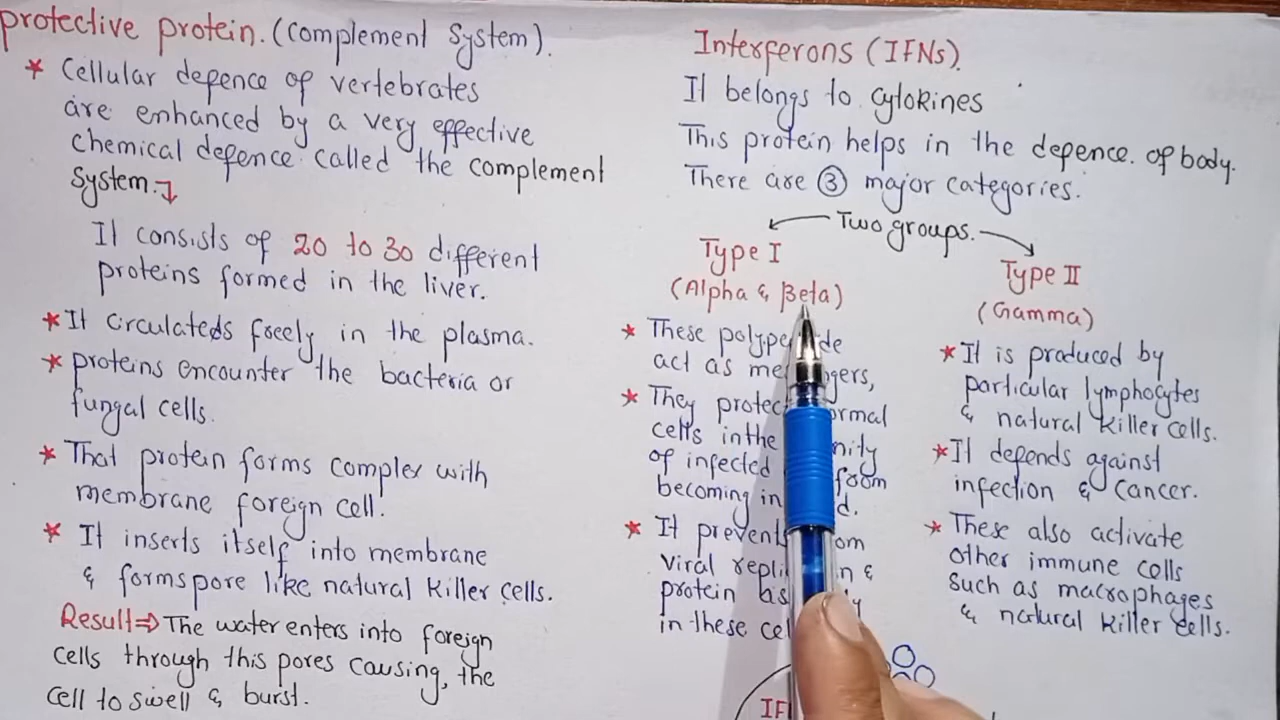 protective protein. (Complement System).
* Cellular depence of vertebrates
are enhanced by a very effective
chemical depence called the complement
System.
It consists of 20 to 30 different
proteins formed in the liver.
* It circulateds freely in the plasma.
* proteins encounter the bacteria or
fungal cells.
* That protein forms complex with
membrane foreign cell.
* It inserts itself into membrane
& forms pore like natural killer cells.
Result ⇒ The water enters into foreign
cells through this pores causing, the
cell to swell & burst.
Interferons (IFNs).
It belongs to cytokines
This protein helps in the depence. of body.
There are 3 major categories.
Two groups.
Type I
(Alpha & Beta)
* These
act as
* They
cells in the
of infected from
becoming
* It
viral
protein
in these
Type II
(Gamma)
* It is produced by
particular lymphocytes
& natural killer cells.
* It depends against
infection & cancer.
* These also activate
other immune cells
such as macrophages
& natural killer cells.